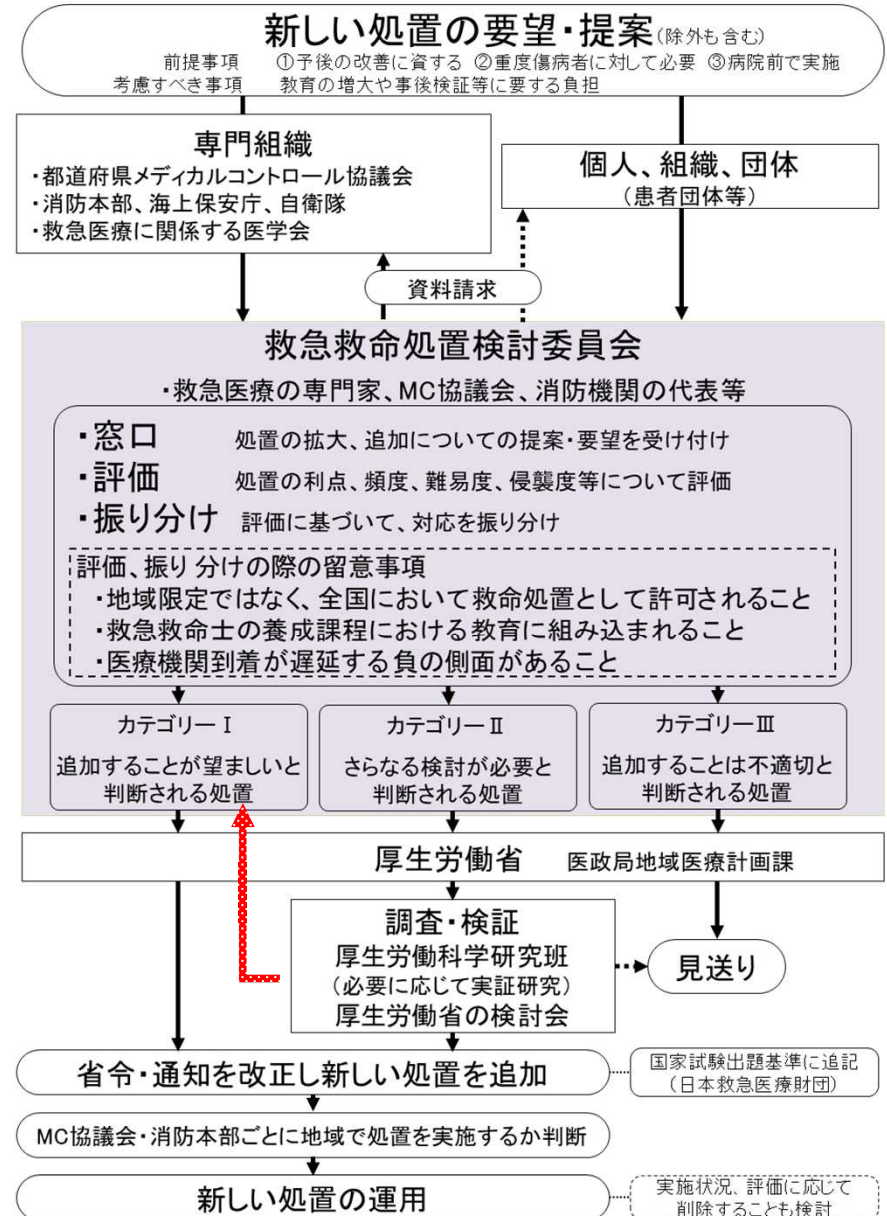 新しい処置の要望・提案(除外も含む)
前提事項 ①予後の改善に資する ②重度傷病者に対して必要 ③病院前で実施
考慮すべき事項 教育の増大や事後検証等に要する負担
専門組織
・都道府県メディカルコントロール協議会
・消防本部、海上保安庁、自衛隊
・救急医療に関係する医学会
個人、組織、団体
(患者団体等)
資料請求
救急救命処置検討委員会
・救急医療の専門家、MC協議会、消防機関の代表等
・窓口 処置の拡大、追加についての提案・要望を受け付け
・評価 処置の利点、頻度、難易度、侵襲度等について評価
・振り分け 評価に基づいて、対応を振り分け
評価、振り分けの際の留意事項
・地域限定ではなく、全国において救命処置として許可されること
・救急救命士の養成課程における教育に組み込まれること
・医療機関到着が遅延する負の側面があること
カテゴリーⅠ
追加することが望ましいと
判断される処置
カテゴリーⅡ
さらなる検討が必要と
判断される処置
カテゴリーⅢ
追加することは不適切と
判断される処置
厚生労働省 医政局地域医療計画課
調査・検証
厚生労働科学研究班
(必要に応じて実証研究)
厚生労働省の検討会
見送り
省令・通知を改正し新しい処置を追加
国家試験出題基準に追記
(日本救急医療財団)
MC協議会・消防本部ごとに地域で処置を実施するか判断
新しい処置の運用
実施状況、評価に応じて
削除することも検討